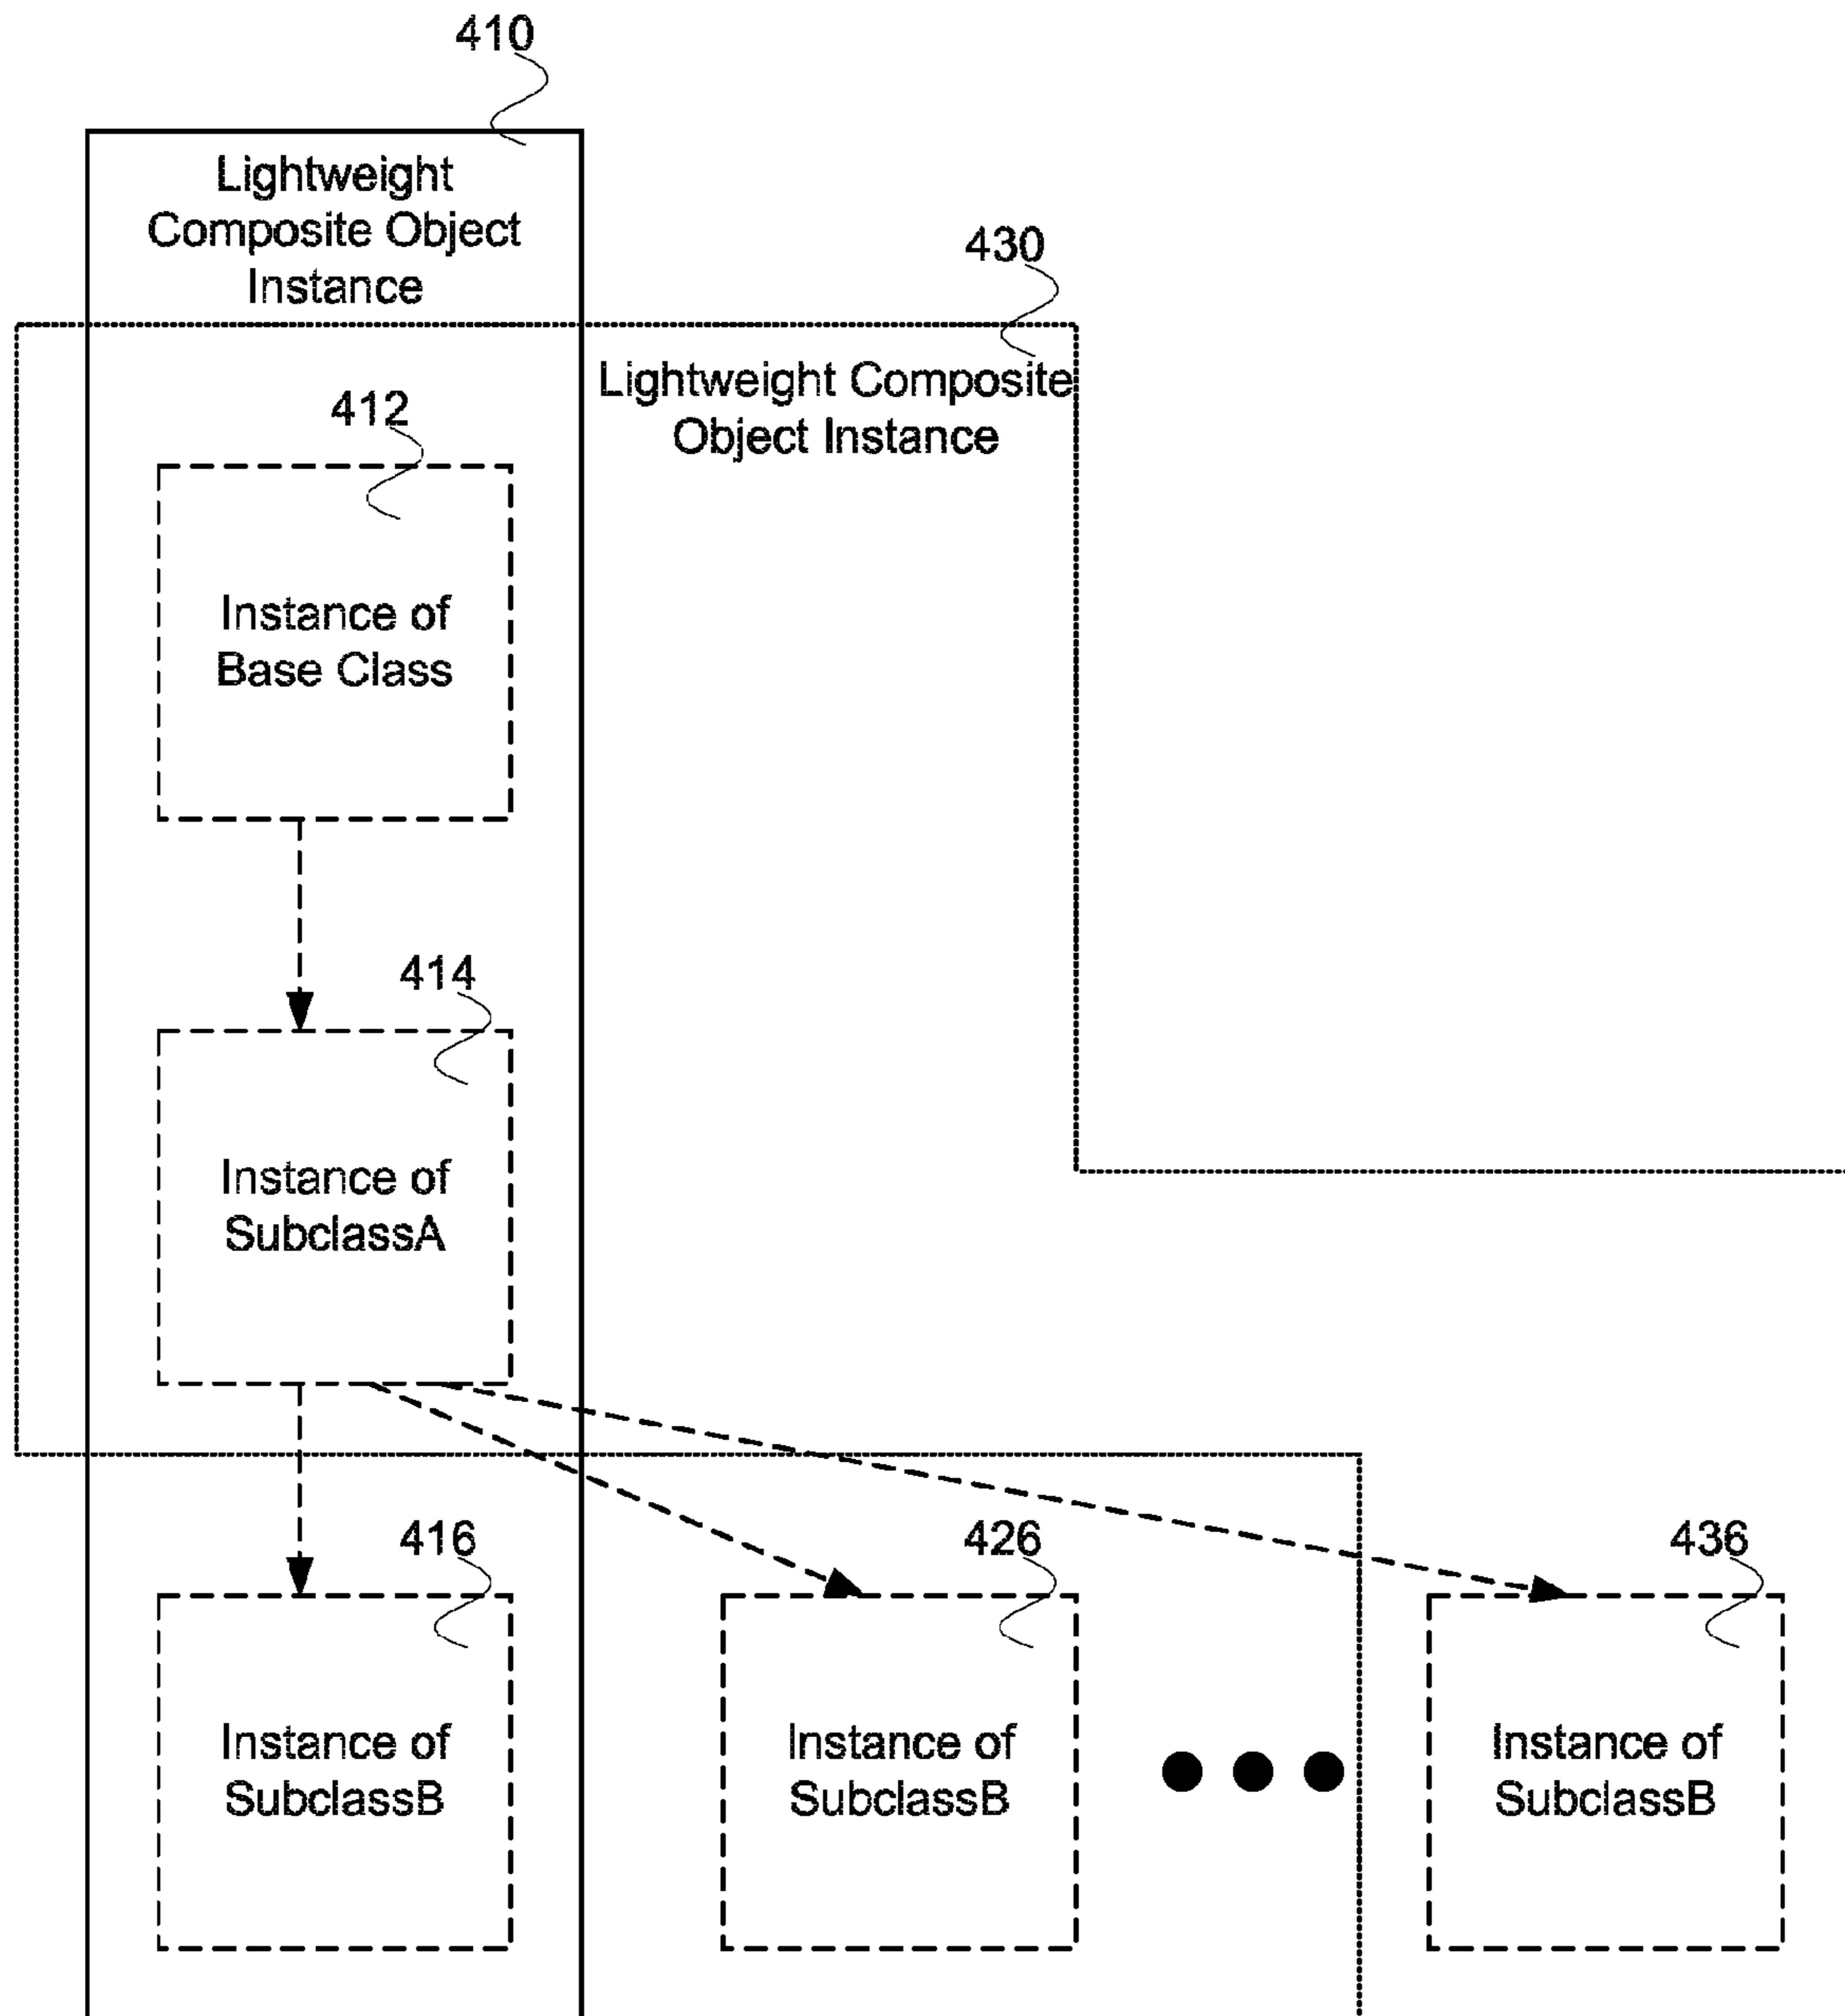 410
Lightweight
Composite Object
Instance
430
Lightweight Composite
Object Instance
412
Instance of
Base Class
414
Instance of
SubclassA
416
426
436
Instance of
SubclassB
Instance of
SubclassB
Instance of
SubclassB